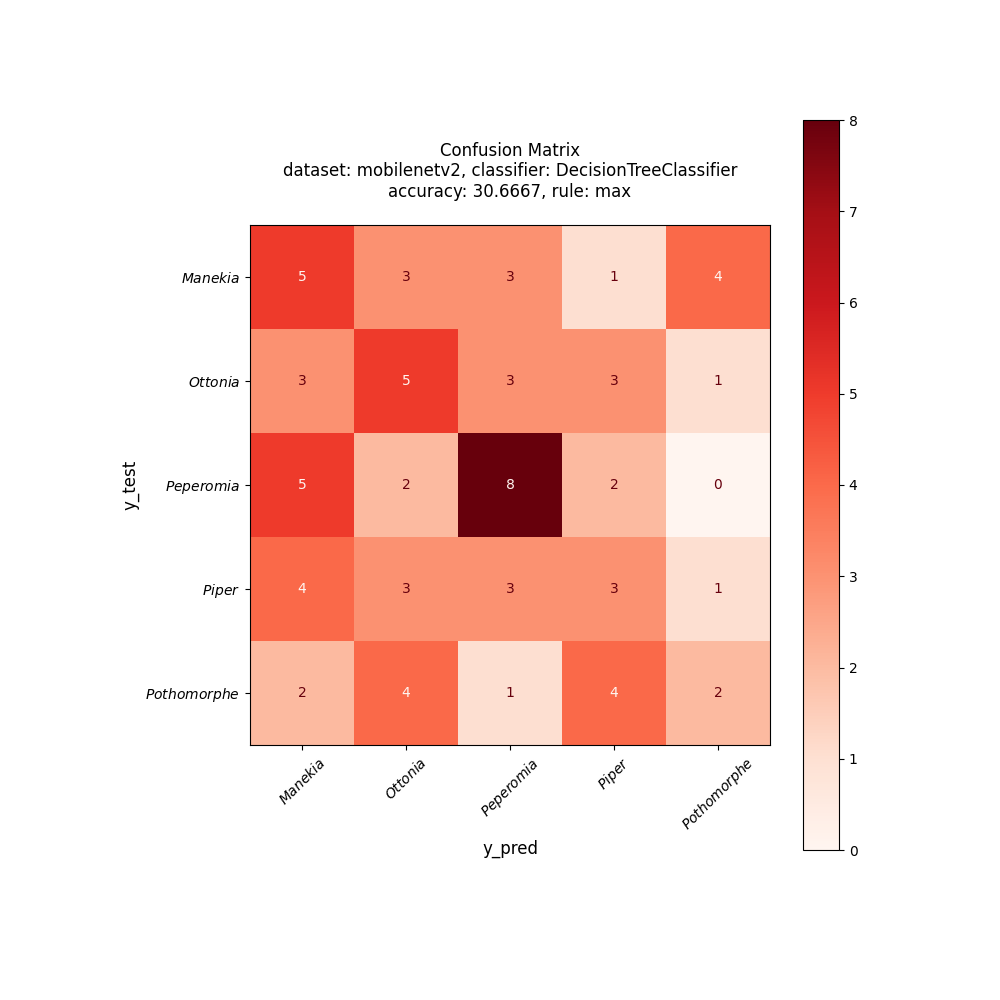 Confusion Matrix
dataset: mobilenetv2, classifier: DecisionTreeClassifier
accuracy: 30.6667, rule: max
8
7
6
5
4
3
2
1
0
y_test
Manekia 5 3 3 1 4
Ottonia 3 5 3 3 1
Peperomia 5 2 8 2 0
Piper 4 3 3 3 1
Pothomorphe 2 4 1 4 2
Manekia Ottonia Peperomia Piper Pothomorphe
y_pred